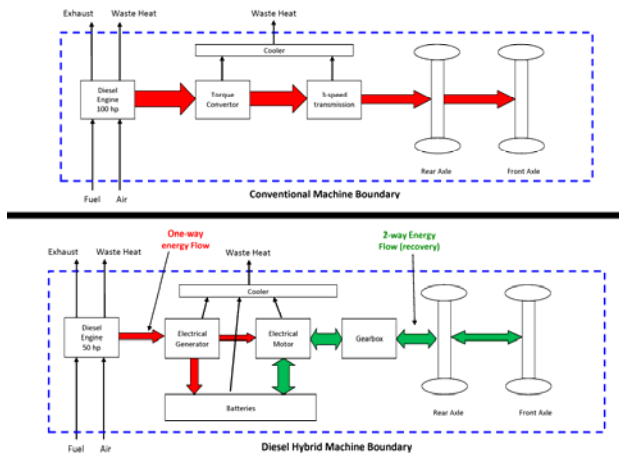 Exhaust
Waste Heat
Waste Heat
Cooler
Diesel
Engine
100 hp
Torque
Convertor
3-speed
transmission
Rear Axle
Front Axle
Fuel
Air
Conventional Machine Boundary
One-way
energy Flow
2-way Energy
Flow (recovery)
Exhaust
Waste Heat
Waste Heat
Cooler
Diesel
Engine
50 hp
Electrical
Generator
Electrical
Motor
Gearbox
Batteries
Rear Axle
Front Axle
Fuel
Air
Diesel Hybrid Machine Boundary